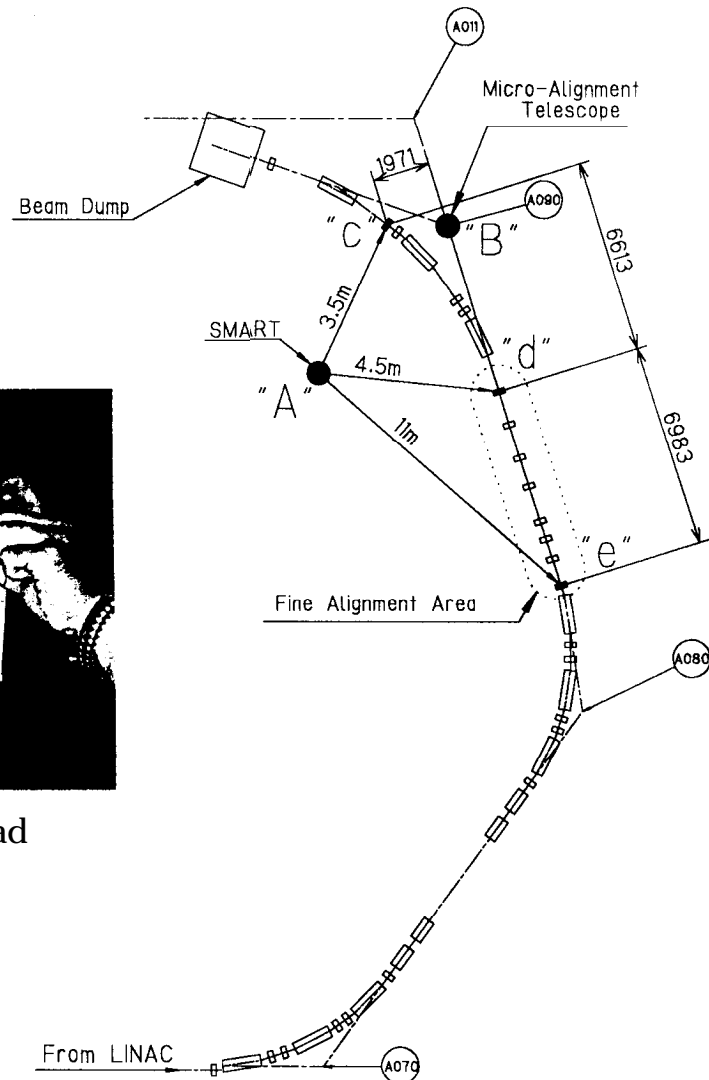 A011
Micro-Alignment
Telescope
1971
A090
Beam Dump
"C"
"B"
6613
3.5m
SMART
"d"
4.5m
"A"
11m
6983
"e"
Fine Alignment Area
A080
ad
From LINAC
A070